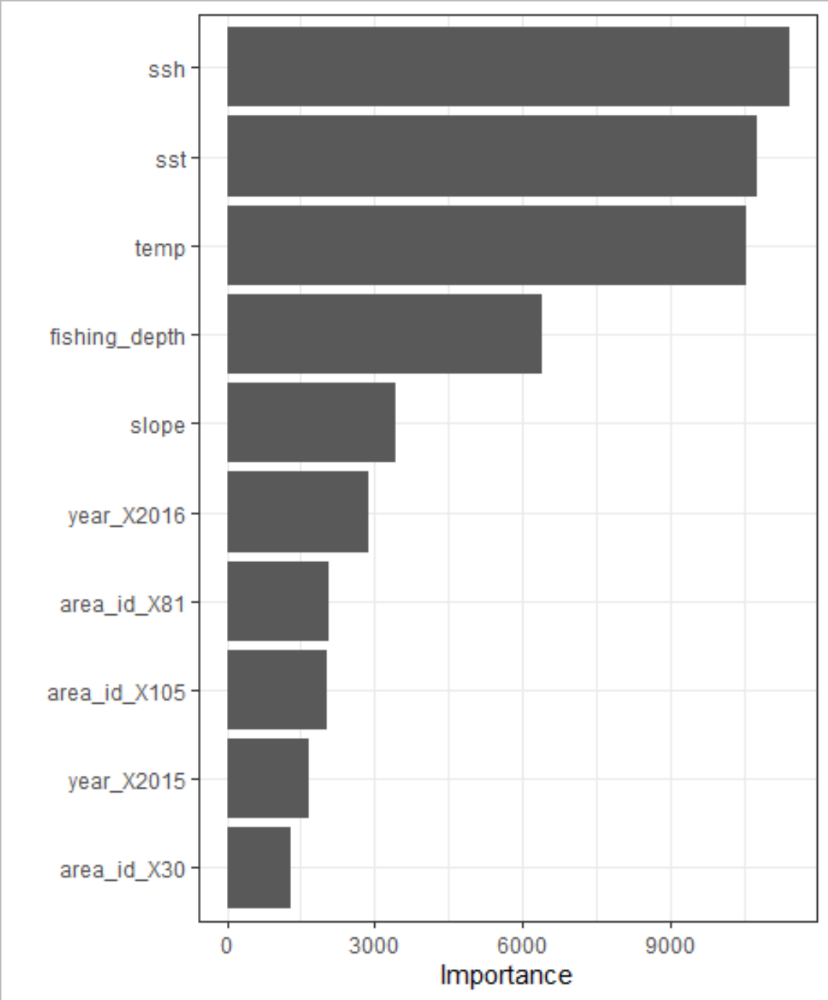 ssh
sst
temp
fishing_depth
slope
year_X2016
area_id_X81
area_id_X105
year_X2015
area_id_X30
0 3000 6000 9000
Importance